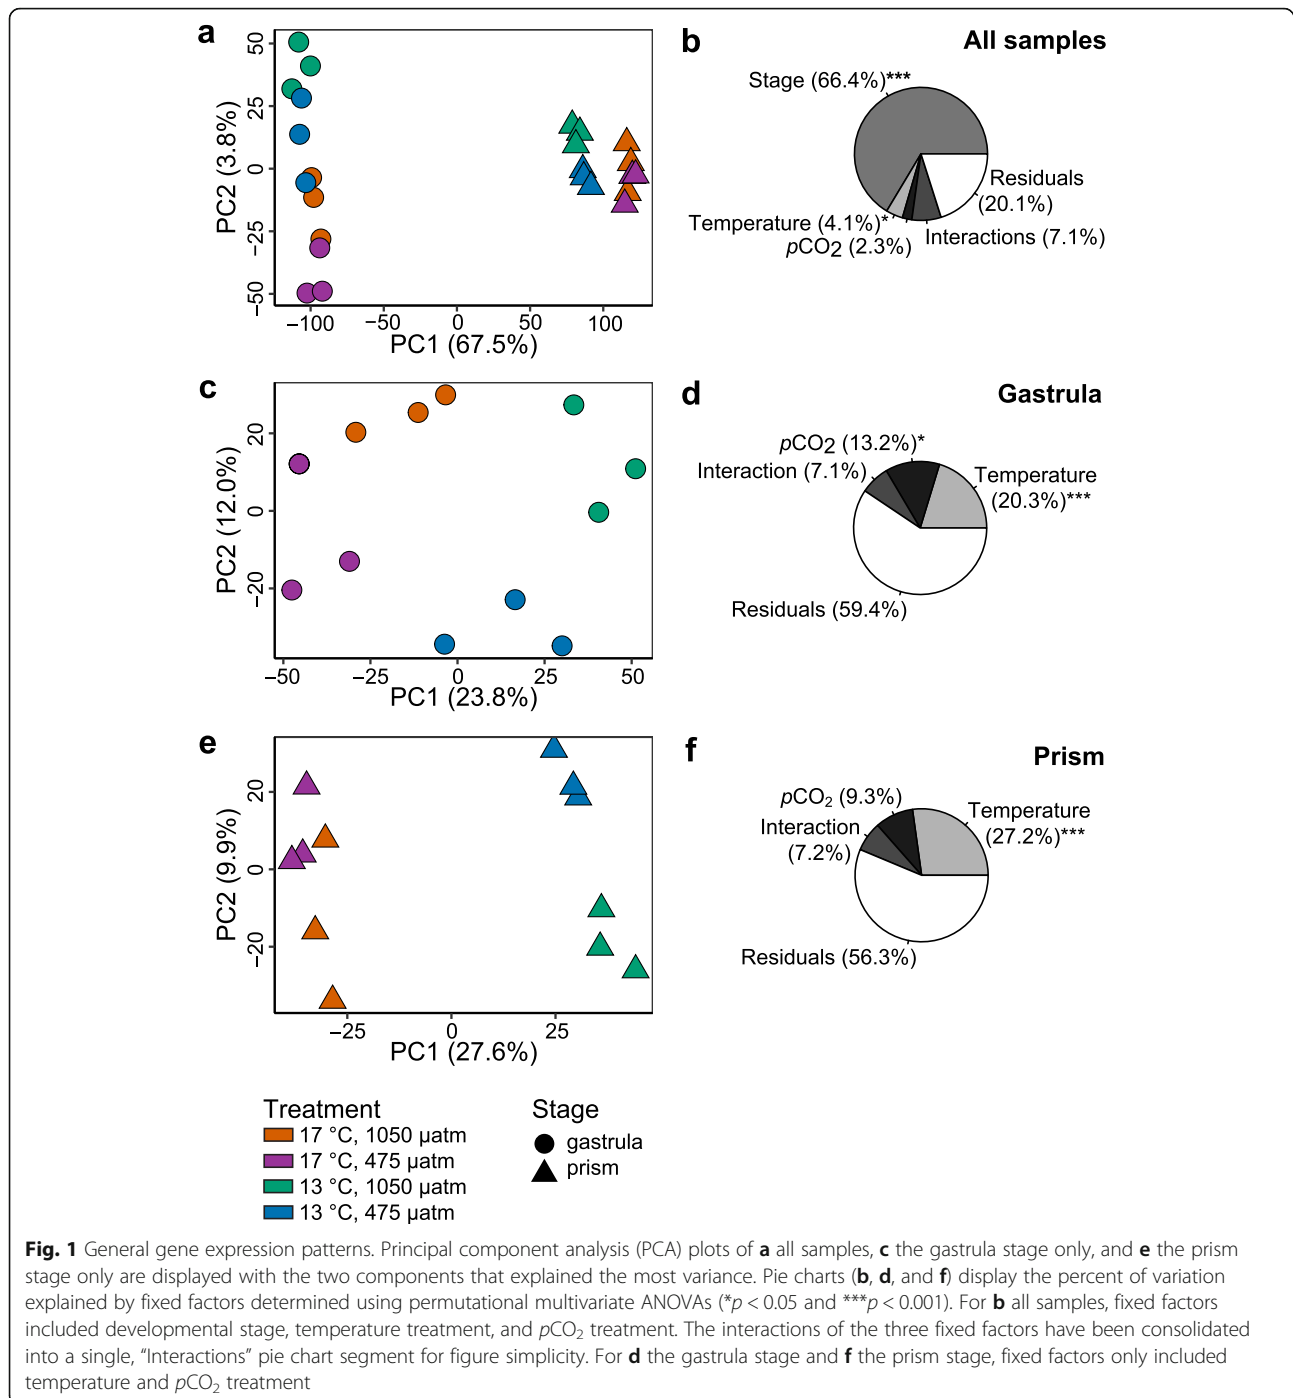 a
50
25
0
−25
−50
PC2 (3.8%)
−100
−50
0
50
100
PC1 (67.5%)
b
All samples
Stage (66.4%)***
Residuals
(20.1%)
Temperature (4.1%)*
pCO2 (2.3%)
Interactions (7.1%)
c
20
0
−20
PC2 (12.0%)
−50
−25
0
25
50
PC1 (23.8%)
d
Gastrula
pCO2 (13.2%)*
Interaction (7.1%)
Temperature
(20.3%)***
Residuals (59.4%)
e
20
0
−20
PC2 (9.9%)
−25
0
25
PC1 (27.6%)
f
Prism
pCO2 (9.3%)
Interaction
(7.2%)
Temperature
(27.2%)***
Residuals (56.3%)
Treatment
17 °C, 1050 µatm
17 °C, 475 µatm
13 °C, 1050 µatm
13 °C, 475 µatm
Stage
gastrula
prism
Fig. 1 General gene expression patterns. Principal component analysis (PCA) plots of a all samples, c the gastrula stage only, and e the prism
stage only are displayed with the two components that explained the most variance. Pie charts (b, d, and f) display the percent of variation
explained by fixed factors determined using permutational multivariate ANOVAs (*p < 0.05 and ***p < 0.001). For b all samples, fixed factors
included developmental stage, temperature treatment, and pCO2 treatment. The interactions of the three fixed factors have been consolidated
into a single, “Interactions” pie chart segment for figure simplicity. For d the gastrula stage and f the prism stage, fixed factors only included
temperature and pCO2 treatment